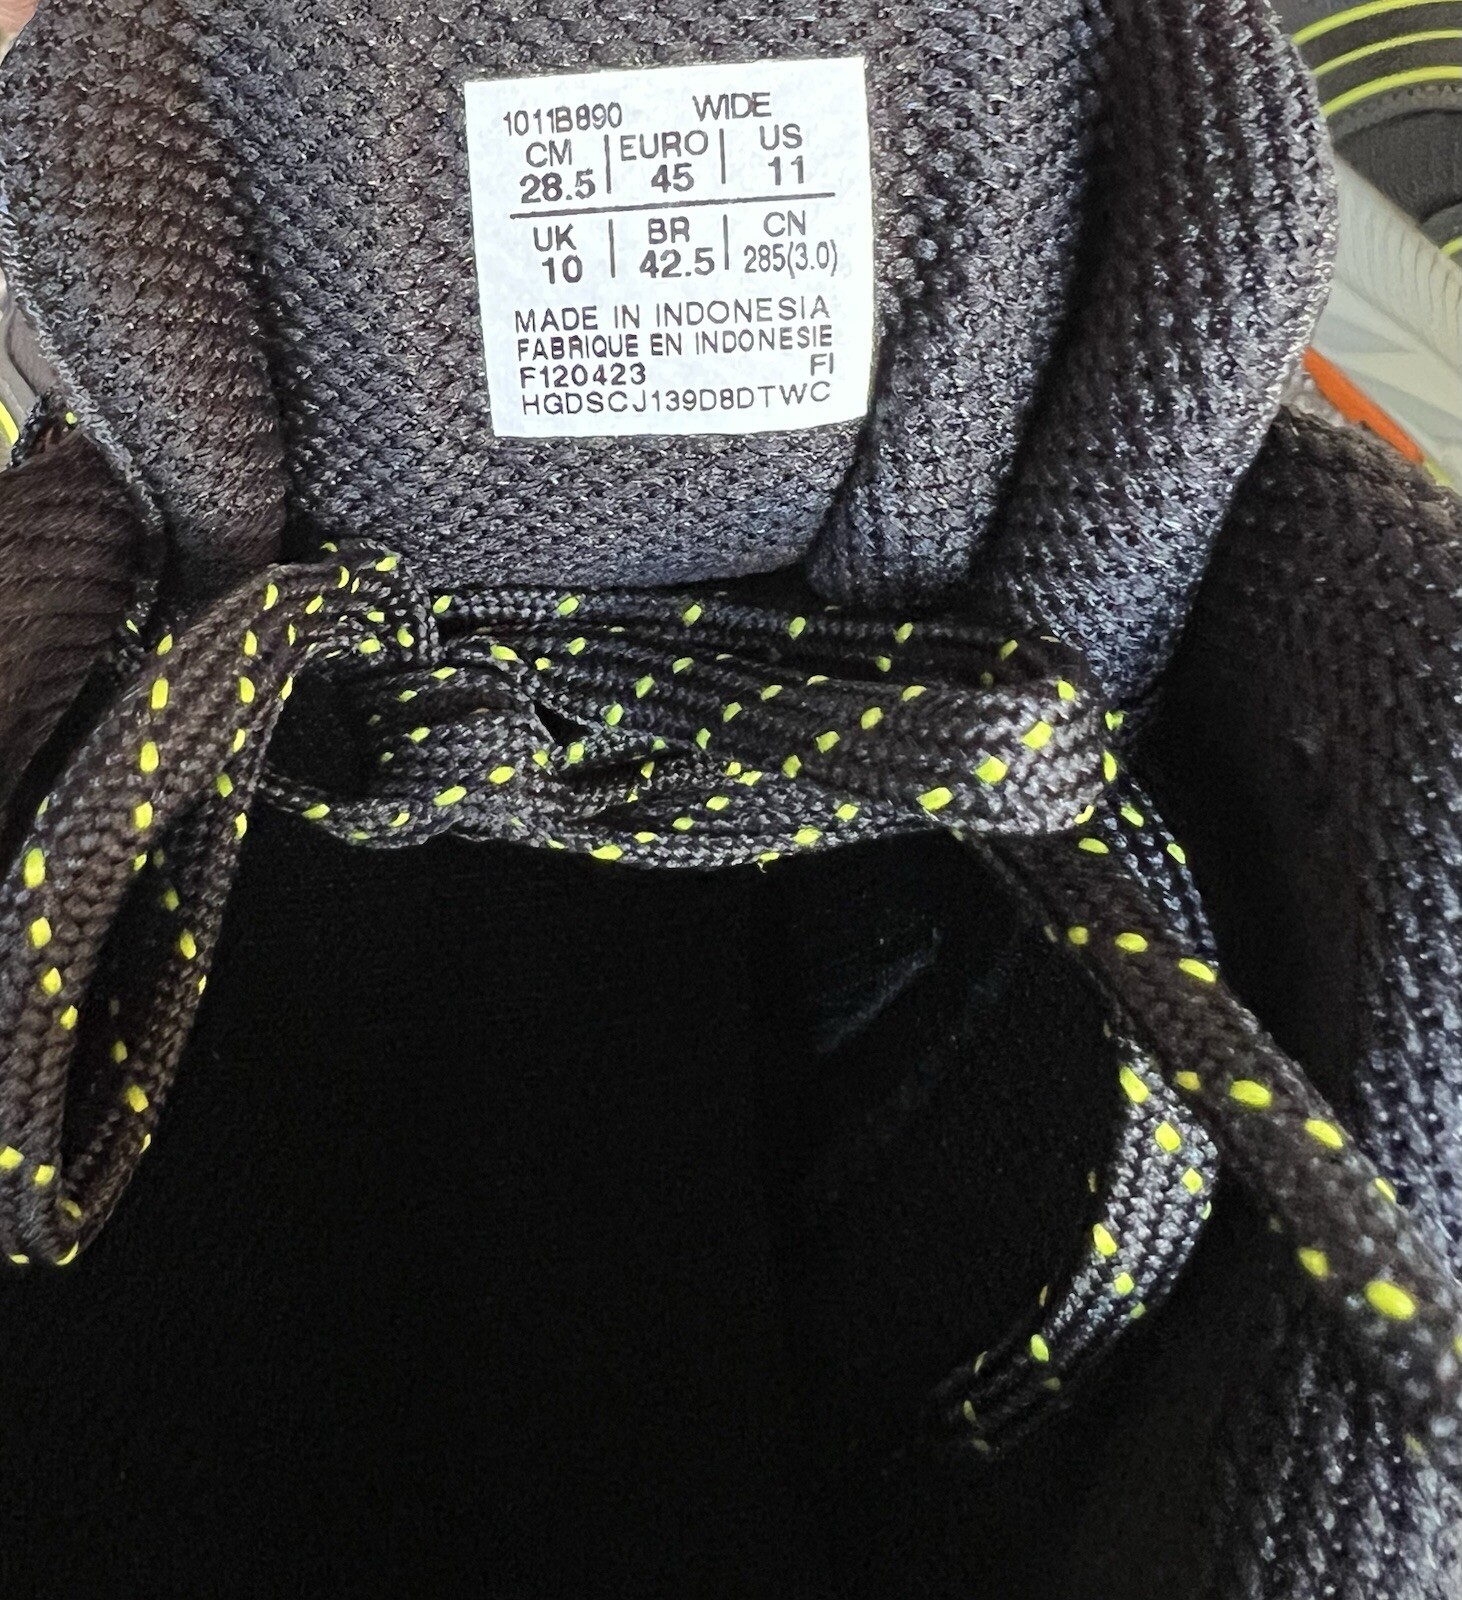 1011B890 WIDE
CM EURO US
28.5 45 11
UK BR CN
10 42.5 285(3.0)
MADE IN INDONESIA
FABRIQUE EN INDONESIE
F120423 FI
HGDSCJ139D8DTWC